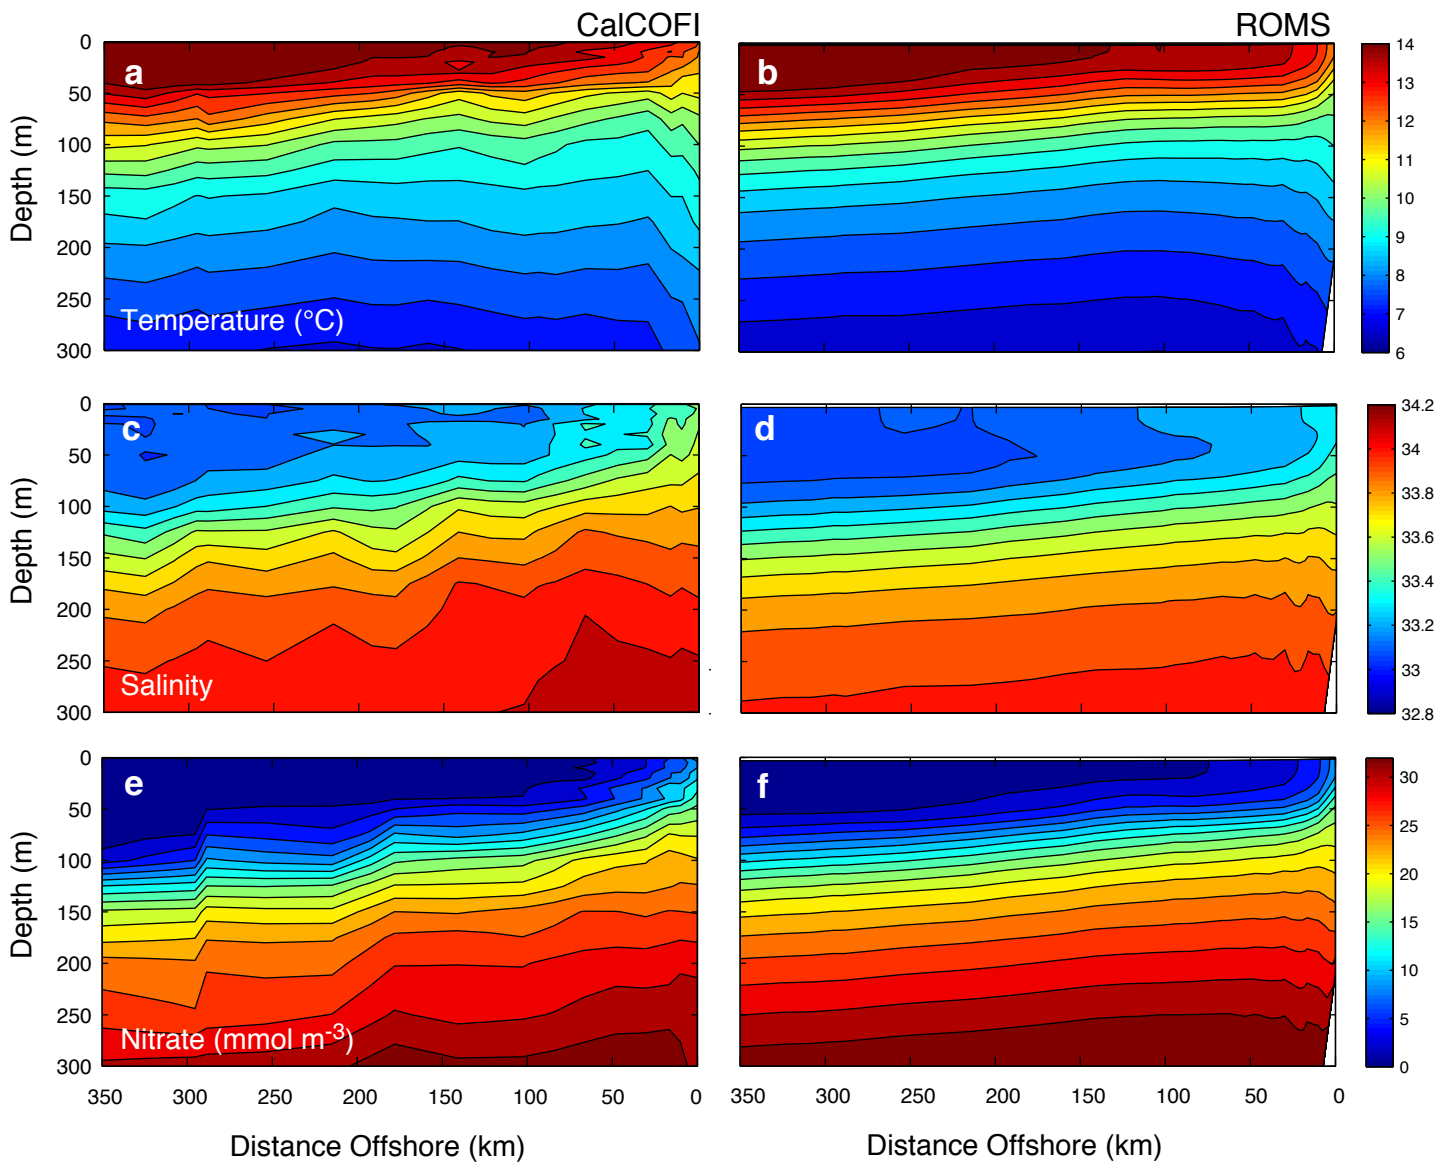 CalCOFI
ROMS
a
b
0
50
100
150
200
250
300
Depth (m)
Temperature (°C)
14
13
12
11
10
9
8
7
6
c
d
0
50
100
150
200
250
300
Depth (m)
Salinity
34.2
34
33.8
33.6
33.4
33.2
33
32.8
e
f
0
50
100
150
200
250
300
Depth (m)
Nitrate (mmol m-3)
30
25
20
15
10
5
0
350 300 250 200 150 100 50 0
350 300 250 200 150 100 50 0
Distance Offshore (km)
Distance Offshore (km)